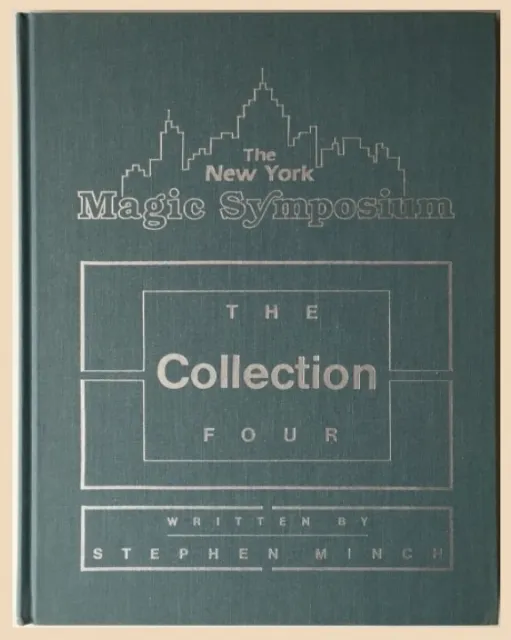 The
New York
Magic Symposium
THE
Collection
FOUR
WRITTEN BY
STEPHEN MINCH